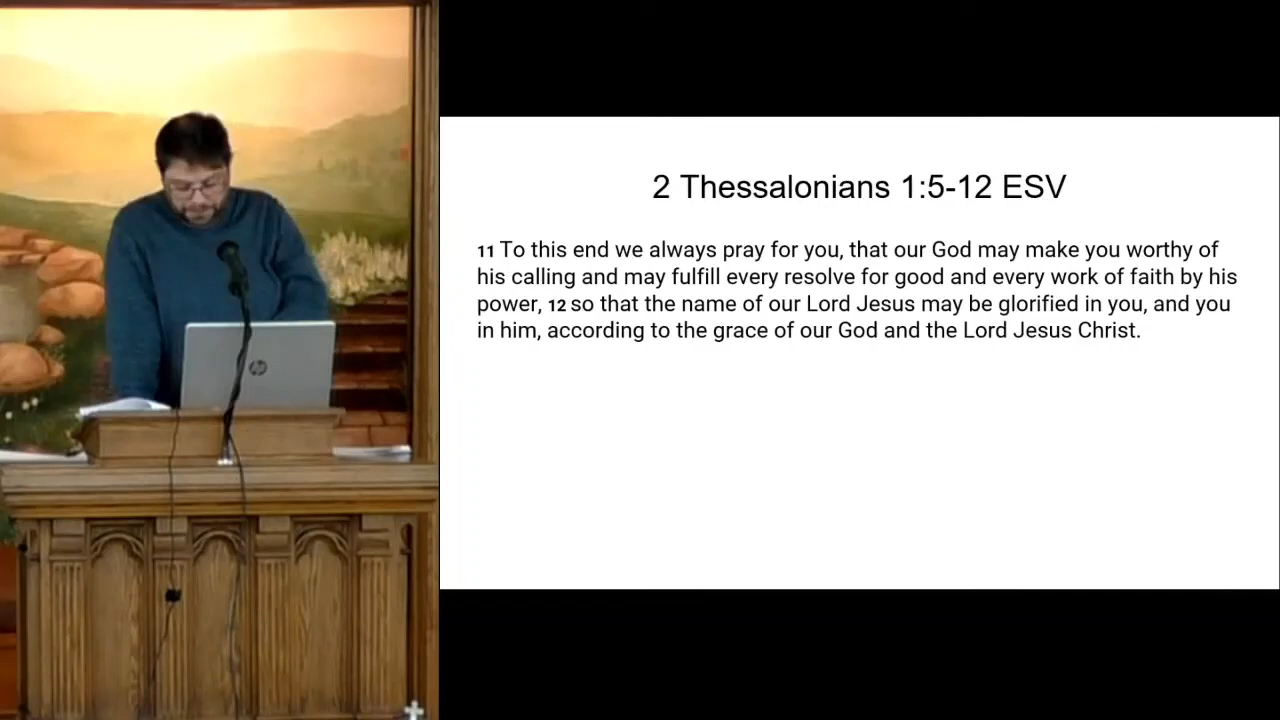 2 Thessalonians 1:5-12 ESV
11 To this end we always pray for you, that our God may make you worthy of
his calling and may fulfill every resolve for good and every work of faith by his
power, 12 so that the name of our Lord Jesus may be glorified in you, and you
in him, according to the grace of our God and the Lord Jesus Christ.
hp